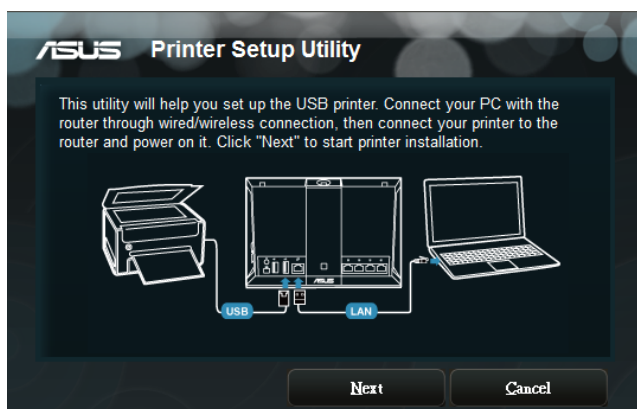 ASUS Printer Setup Utility
This utility will help you set up the USB printer. Connect your PC with the
router through wired/wireless connection, then connect your printer to the
router and power on it. Click "Next" to start printer installation.
ASUS
USB
LAN
Next
Cancel